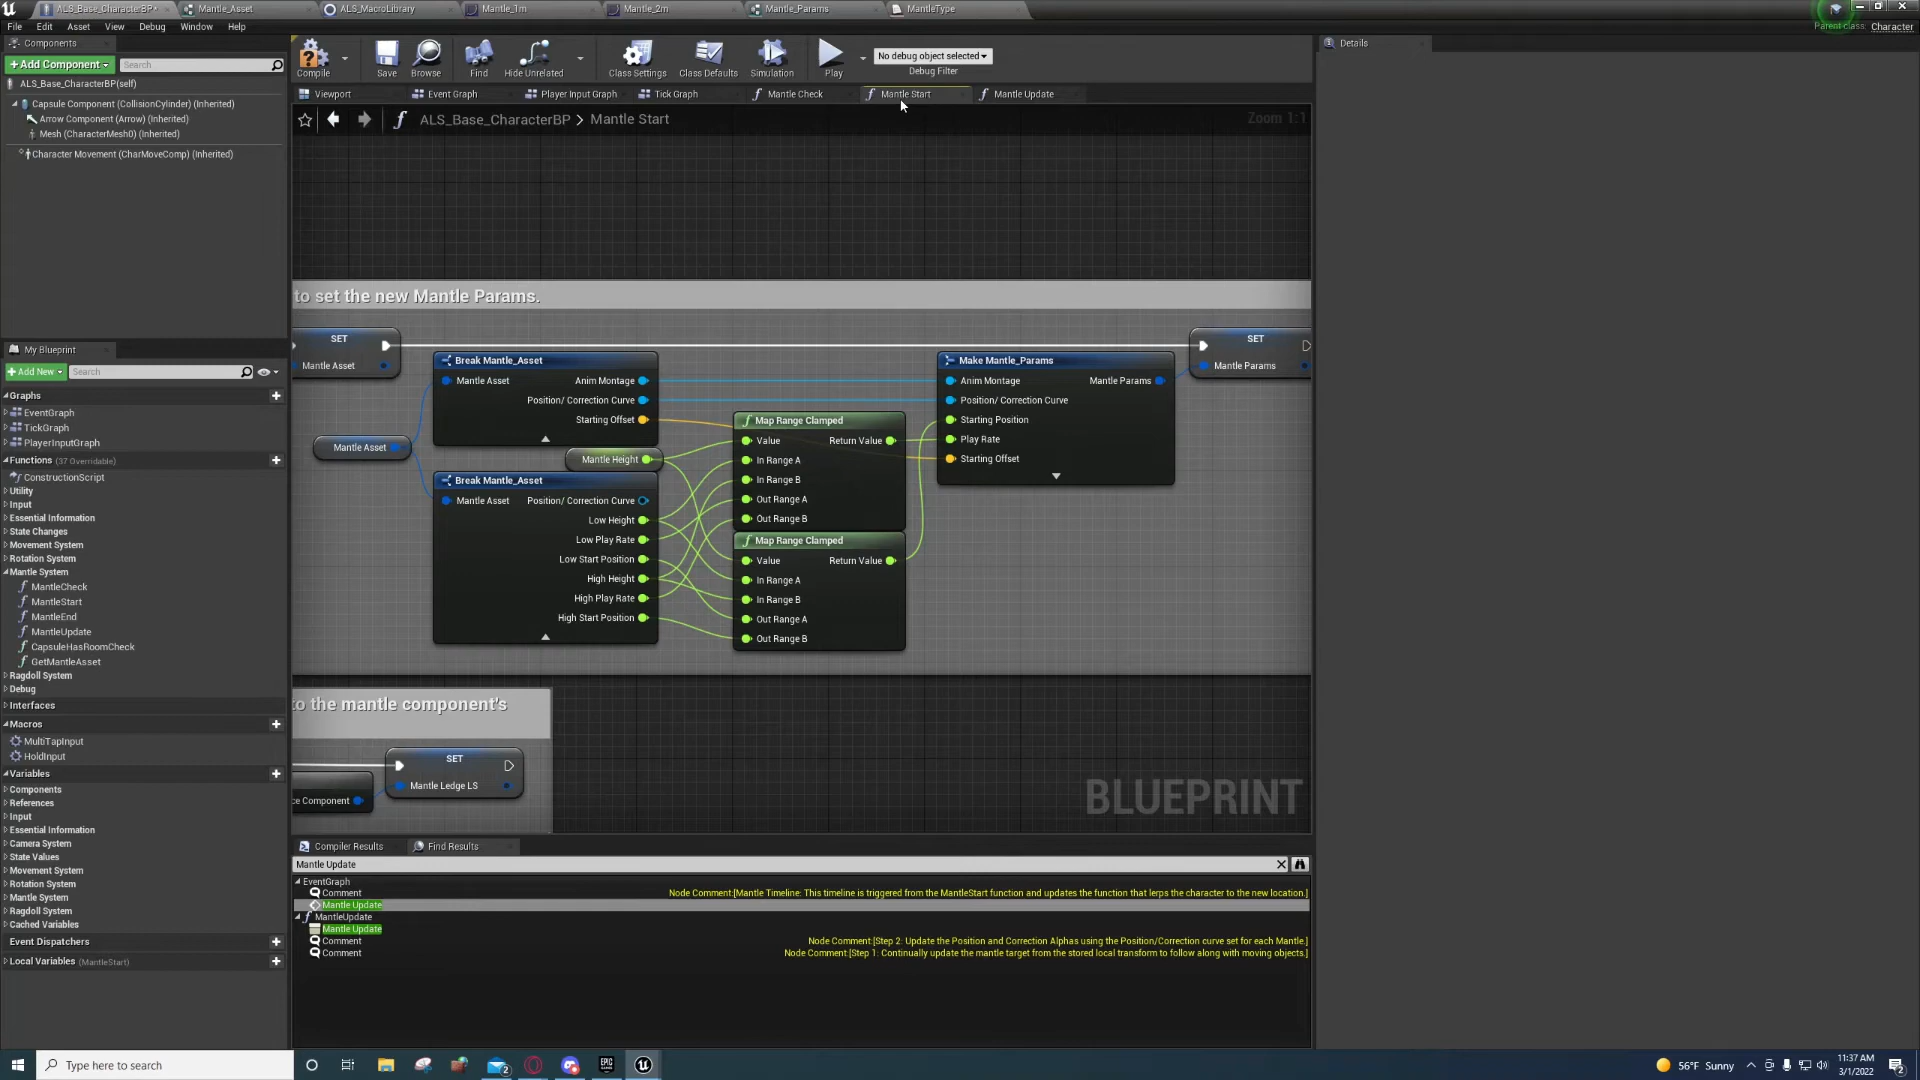 ALS_Base_CharacterBP*
Mantle_Asset
ALS_MacroLibrary
Mantle_1m
Mantle_2m
Mantle_Params
MantleType
File Edit Asset View Debug Window Help
Parent class: Character
Components
+Add Component
Search
ALS_Base_CharacterBP(self)
Capsule Component (CollisionCylinder) (Inherited)
Arrow Component (Arrow) (Inherited)
Mesh (CharacterMesh0) (Inherited)
Character Movement (CharMoveComp) (Inherited)
Compile
Save
Browse
Find
Hide Unrelated
Class Settings
Class Defaults
Simulation
Play
No debug object selected
Debug Filter
Details
Viewport
Event Graph
Player Input Graph
Tick Graph
Mantle Check
Mantle Start
Mantle Update
ALS_Base_CharacterBP > Mantle Start
Zoom 1:1
to set the new Mantle Params.
SET
Mantle Asset
Break Mantle_Asset
Mantle Asset
Anim Montage
Position/ Correction Curve
Starting Offset
Mantle Asset
Mantle Height
Break Mantle_Asset
Mantle Asset
Position/ Correction Curve
Low Height
Low Play Rate
Low Start Position
High Height
High Play Rate
High Start Position
Map Range Clamped
Value
Return Value
In Range A
In Range B
Out Range A
Out Range B
Map Range Clamped
Value
Return Value
In Range A
In Range B
Out Range A
Out Range B
Make Mantle_Params
Anim Montage
Mantle Params
Position/ Correction Curve
Starting Position
Play Rate
Starting Offset
SET
Mantle Params
to the mantle component's
SET
Mantle Ledge LS
ce Component
BLUEPRINT
My Blueprint
+Add New
Search
Graphs
EventGraph
TickGraph
PlayerInputGraph
Functions (37 Overridable)
ConstructionScript
Utility
Input
Essential Information
State Changes
Movement System
Rotation System
Mantle System
MantleCheck
MantleStart
MantleEnd
MantleUpdate
CapsuleHasRoomCheck
GetMantleAsset
Ragdoll System
Debug
Interfaces
Macros
MultiTapInput
HoldInput
Variables
Components
References
Input
Essential Information
Camera System
State Values
Movement System
Rotation System
Mantle System
Ragdoll System
Cached Variables
Event Dispatchers
Local Variables (MantleStart)
Compiler Results
Find Results
Mantle Update
EventGraph
Comment
Node Comment:[Mantle Timeline: This timeline is triggered from the MantleStart function and updates the function that lerps the character to the new location.]
Mantle Update
MantleUpdate
Mantle Update
Comment
Node Comment:[Step 2: Update the Position and Correction Alphas using the Position/Correction curve set for each Mantle.]
Comment
Node Comment:[Step 1: Continually update the mantle target from the stored local transform to follow along with moving objects.]
Type here to search
2
EPIC GAMES
56°F Sunny
11:37 AM
3/1/2022
2